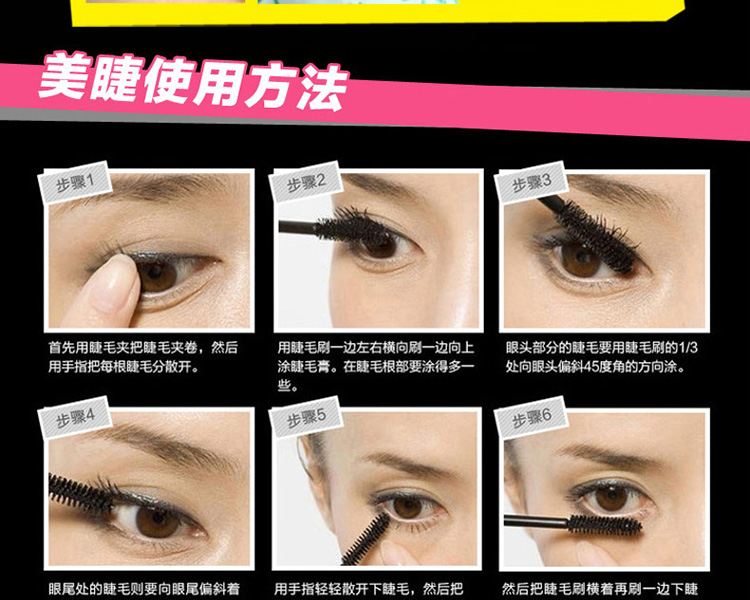 美睫使用方法
步骤1
步骤2
步骤3
首先用睫毛夹把睫毛夹卷，然后
用手指把每根睫毛分散开。
用睫毛刷一边左右横向刷一边向上
涂睫毛膏。在睫毛根部要涂得多一
些。
眼头部分的睫毛要用睫毛刷的1/3
处向眼头偏斜45度角的方向涂。
步骤4
步骤5
步骤6
眼尾处的睫毛则要向眼尾偏斜着
用手指轻轻散开下睫毛，然后把
然后把睫毛刷横着再刷一边下睫